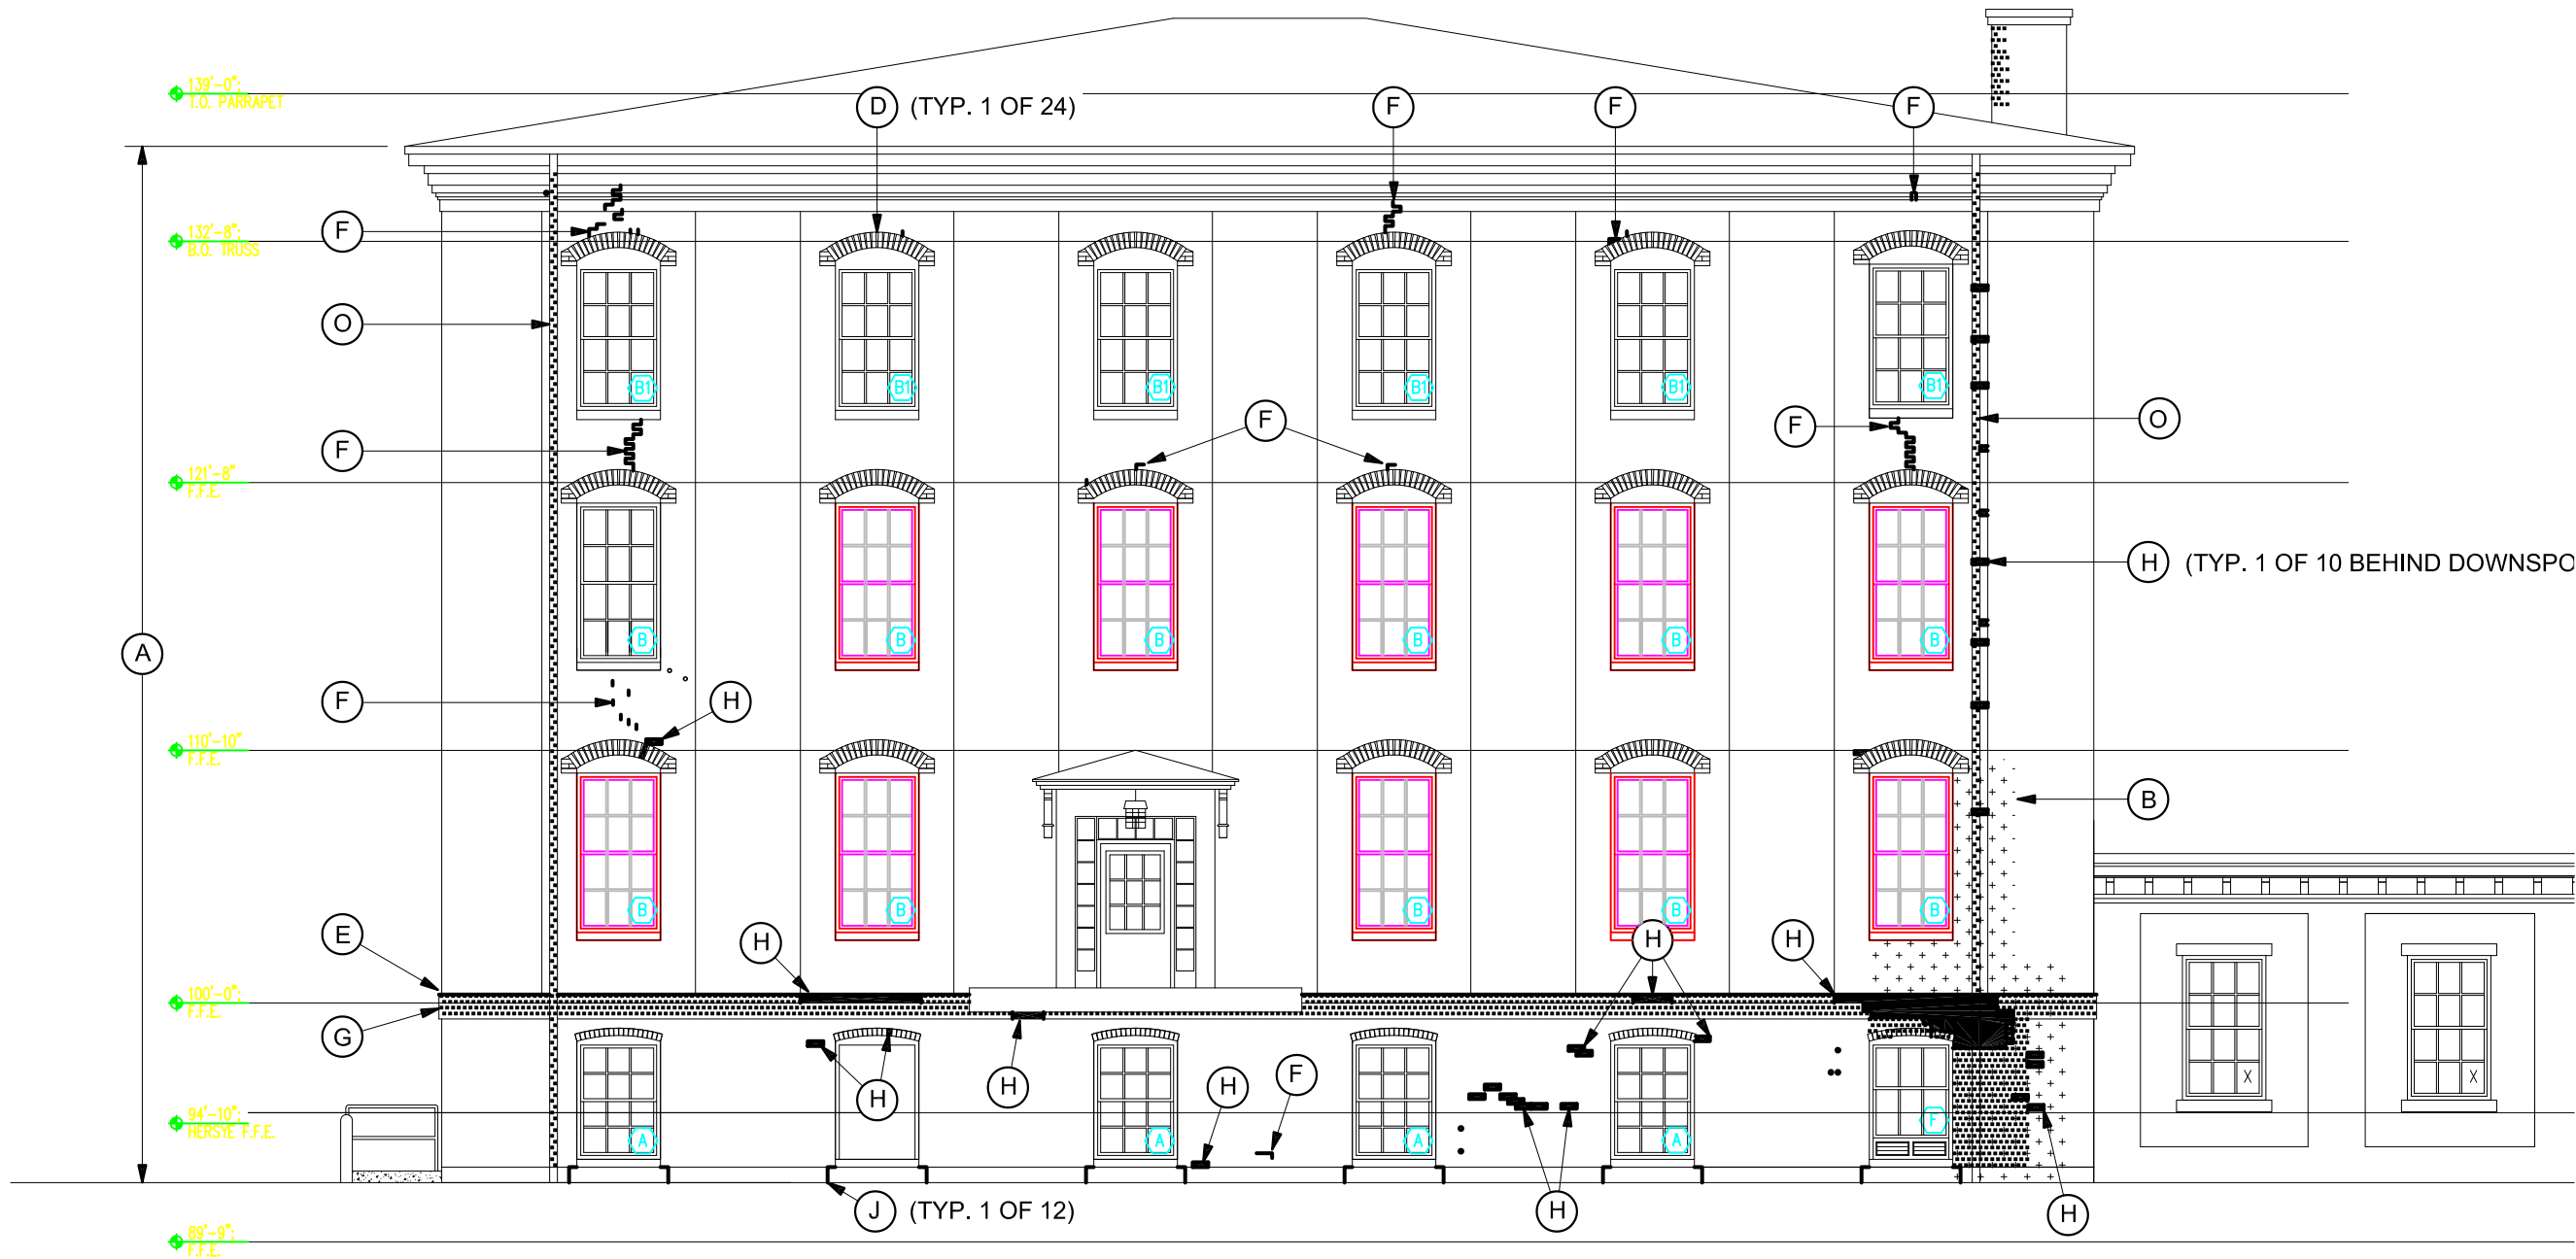 139'-0";
T.O. PARRAPET
D (TYP. 1 OF 24)
F
F
F
F
132'-8";
B.O. TRUSS
O
B1
B1
B1
B1
B1
B1
F
F
F
O
121'-8"
F.F.E.
H (TYP. 1 OF 10 BEHIND DOWNSPO
A
B
B
B
B
B
B
F
H
110'-10"
F.F.E.
B
B
B
B
B
B
E
H
H
H
100'-0";
F.F.E.
G
H
H
H
F
X
X
94'-10";
HERSYE F.F.E.
A
A
A
A
F
J (TYP. 1 OF 12)
H
H
89'-9";
F.F.E.